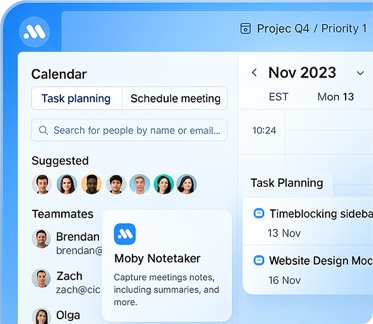 Projec Q4 / Priority 1
Calendar
Task planning
Schedule meeting
Search for people by name or email...
Suggested
Teammates
Brendan
brendan@
Zach
zach@cic
Olga
Moby Notetaker
Capture meetings notes,
including summaries, and
more.
Nov 2023
EST
Mon 13
10:24
Task Planning
Timeblocking sideba
13 Nov
Website Design Moc
16 Nov